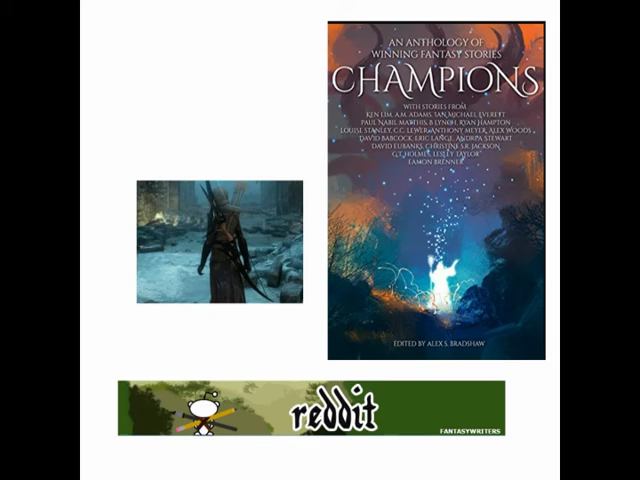 AN ANTHOLOGY OF
WINNING FANTASY STORIES
CHAMPIONS
WITH STORIES FROM
KEN LIM, A.M. ADAMS, IAN MICHAEL EVERETT
PAUL NABIL MATTHIS, B LYNCH, RYAN HAMPTON
LOUISE STANLEY, C.C. LEWER, ANTHONY MEYER, ALEX WOODS
DAVID BABCOCK, ERIC LANGE, ANDREA STEWART
DAVID EUBANKS, CHRISTINE S.R. JACKSON,
G.T. HOLMES, LESLEY TAYLOR
EAMON BRENNER
EDITED BY ALEX S. BRADSHAW
reddit
FANTASYWRITERS